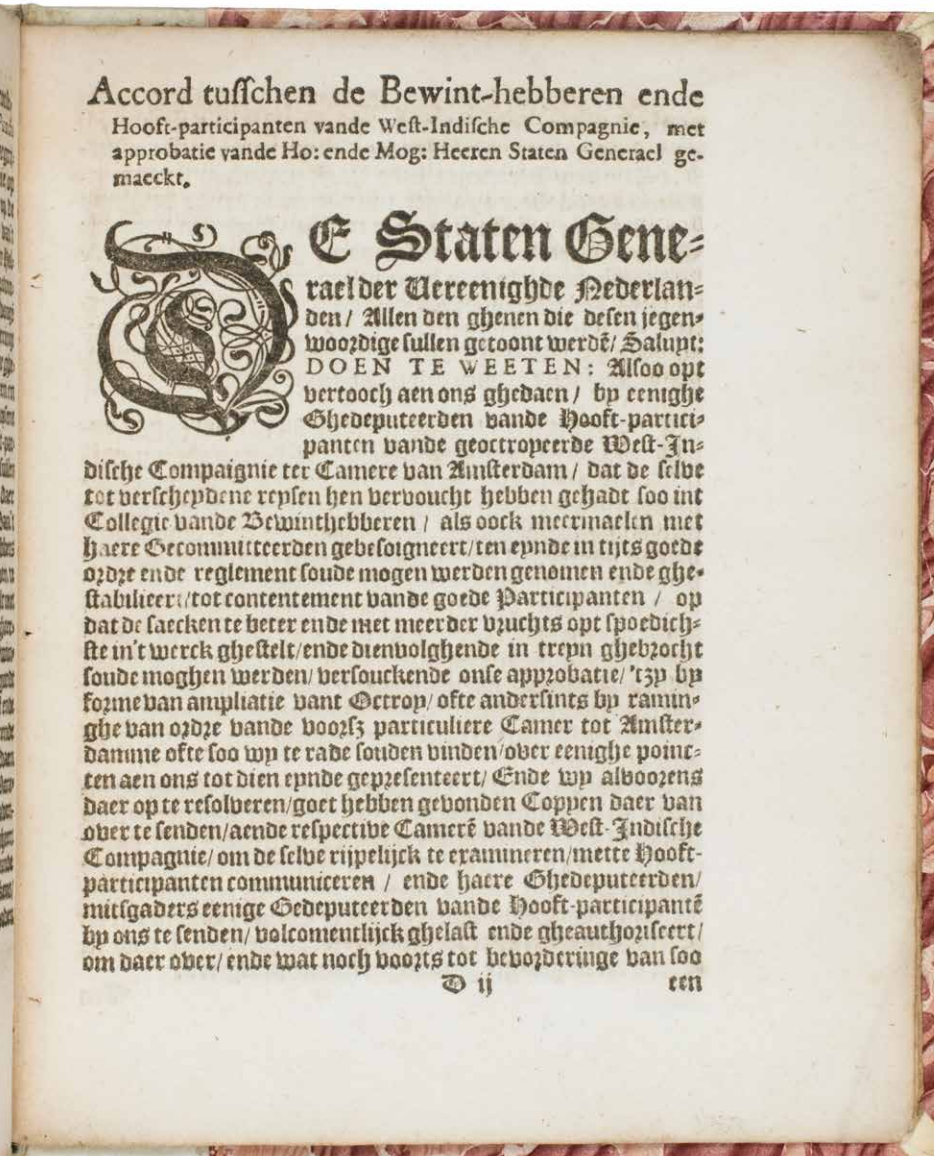 Accord tusſchen de Bewint-hebberen ende
Hooft-participanten vande Weſt-Indiſche Compagnie, met
approbatie vande Ho: ende Mog: Heeren Staten Generael ge-
maeckt.
DE Staten Gene-
rael der Vereenighde Nederlan-
den / Allen den ghenen die deſen jegen-
woordige ſullen getoont werdē / Saluyt:
DOEN TE WEETEN: Alſoo opt
vertooch aen ons ghedaen / by eenighe
Ghedeputeerden vande Hooft-partici-
panten vande geoctroyeerde Weſt-In-
diſche Compaignie ter Camere van Amſterdam / dat de ſelve
tot verſcheydene reyſen hen vervoucht hebben gehadt ſoo int
Collegie vande Bewinthebberen / als oock meermaelen met
haere Gecommitteerden gebeſoigneert / ten eynde in tijts goede
ordre ende reglement ſoude mogen werden genomen ende ghe-
ſtabilieert / tot contentement vande goede Participanten / op
dat de ſaecken te beter ende met meerder vruchts opt ſpoedich-
ſte in't werck gheſtelt / ende dienvolghende in treyn ghebrocht
ſoude moghen werden / verſouckende onſe approbatie / 'tzy by
forme van ampliatie vant Octroy / ofte anderſints by ramin-
ghe van ordre vande voorſz particuliere Camer tot Amſter-
damme ofte ſoo wy te rade ſouden vinden / over eenighe poinc-
ten aen ons tot dien eynde gepreſenteert / Ende wy alvoorens
daer op te reſolveren / goet hebben gevonden Coppen daer van
over te ſenden / aende reſpective Camerē vande Weſt-Indiſche
Compagnie / om de ſelve rijpelijck te examineren / mette Hooft-
participanten communiceren / ende haere Ghedeputeerden /
mitſgaders eenige Gedeputeerden vande Hooft-participantē
by ons te ſenden / volcomentlijck ghelaſt ende gheauthoriſeert /
om daer over / ende wat noch voorts tot bevorderinge van ſoo
D ij een